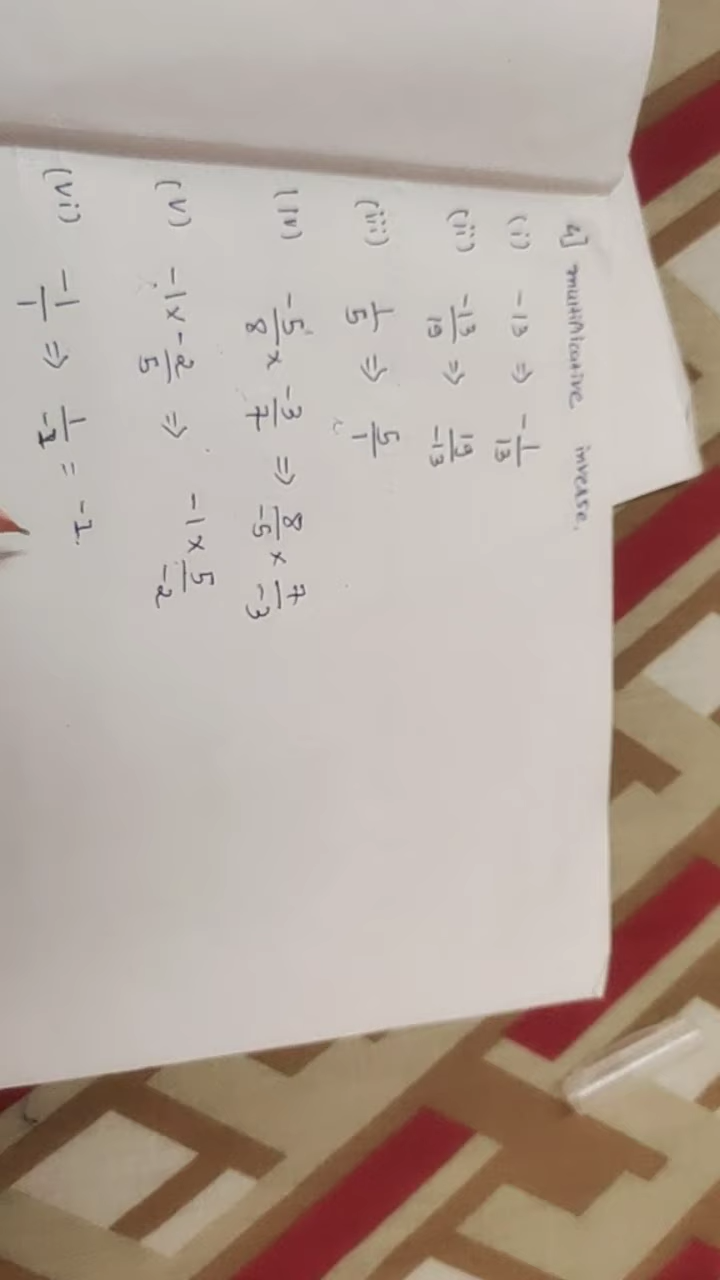 4] multiplicative inverse.
(i) -13 ⇒ -1/13
(ii) -13/19 ⇒ 19/-13
(iii) 1/5 ⇒ 5/1
(iv) -5/8 × -3/7 ⇒ 8/-5 × 7/-3
(v) -1 × -2/5 ⇒ -1 × 5/-2
(vi) -1/1 ⇒ 1/-1 = -1.